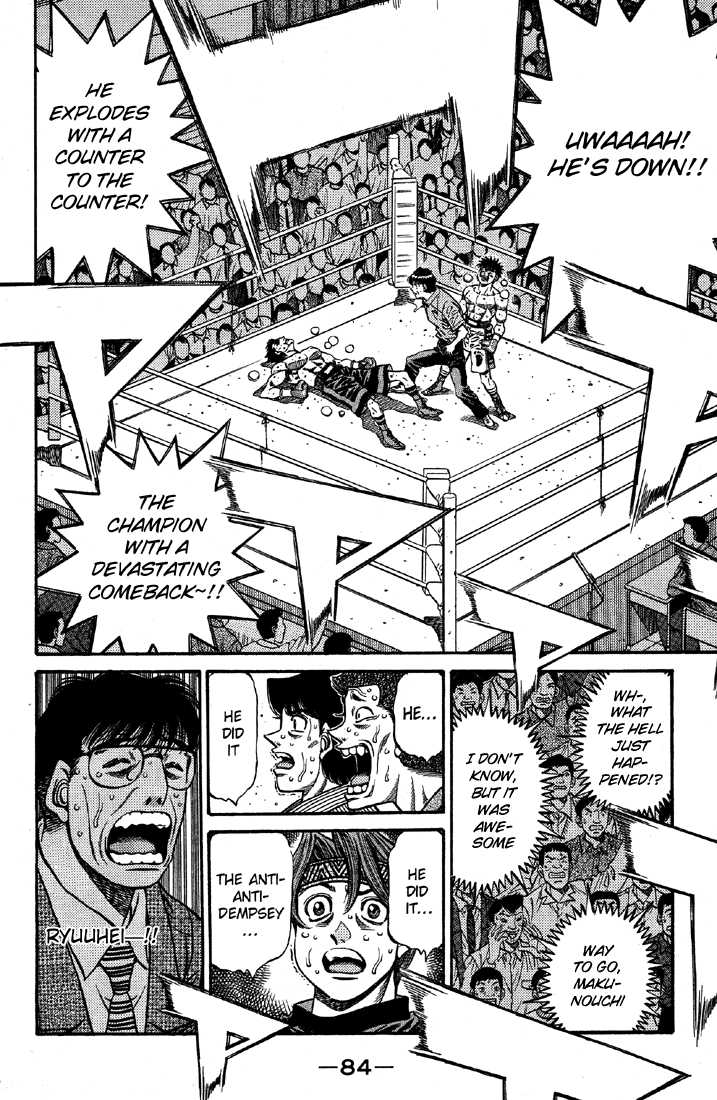 UWAAAAH!
HE'S DOWN!!
HE
EXPLODES
WITH A
COUNTER
TO THE
COUNTER!
THE
CHAMPION
WITH A
DEVASTATING
COMEBACK~!!
WH-,
WHAT
THE HELL
JUST
HAP-
PENED!?
I DON'T
KNOW,
BUT IT
WAS
AWE-
SOME
WAY
TO GO,
MAKU-
NOUCHI
HE...
HE
DID
IT
HE
DID
IT...
THE ANTI-
ANTI-
DEMPSEY
...
RYUUHEI—!!
—84—